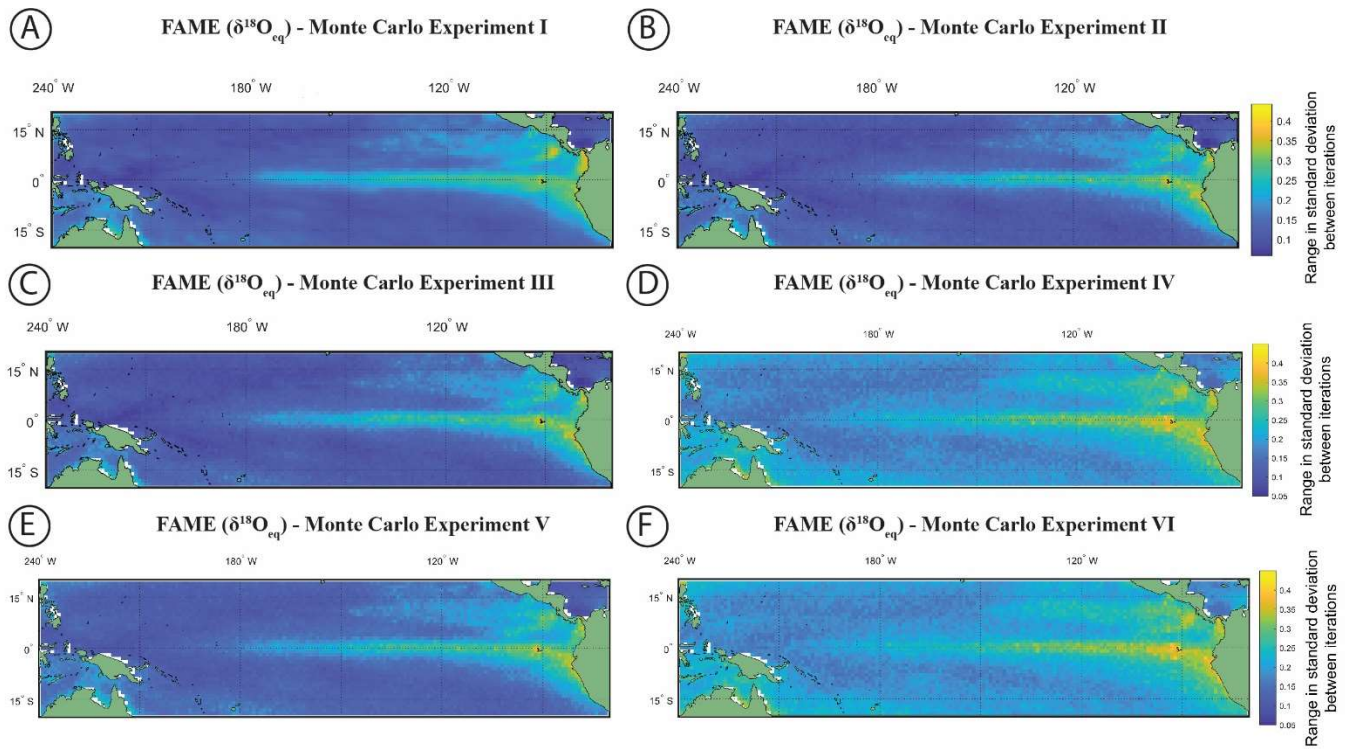 A FAME (δ¹⁸Oeq) - Monte Carlo Experiment I
B FAME (δ¹⁸Oeq) - Monte Carlo Experiment II
240° W 180° W 120° W
240° W 180° W 120° W
15° N
0°
15° S
15° N
0°
15° S
0.4
0.35
0.3
0.25
0.2
0.15
0.1
Range in standard deviation
between iterations
C FAME (δ¹⁸Oeq) - Monte Carlo Experiment III
D FAME (δ¹⁸Oeq) - Monte Carlo Experiment IV
240° W 180° W 120° W
240° W 180° W 120° W
15° N
0°
15° S
15° N
0°
15° S
0.4
0.35
0.3
0.25
0.2
0.15
0.1
0.05
Range in standard deviation
between iterations
E FAME (δ¹⁸Oeq) - Monte Carlo Experiment V
F FAME (δ¹⁸Oeq) - Monte Carlo Experiment VI
240° W 180° W 120° W
240° W 180° W 120° W
15° N
0°
15° S
15° N
0°
15° S
0.4
0.35
0.3
0.25
0.2
0.15
0.1
0.05
Range in standard deviation
between iterations